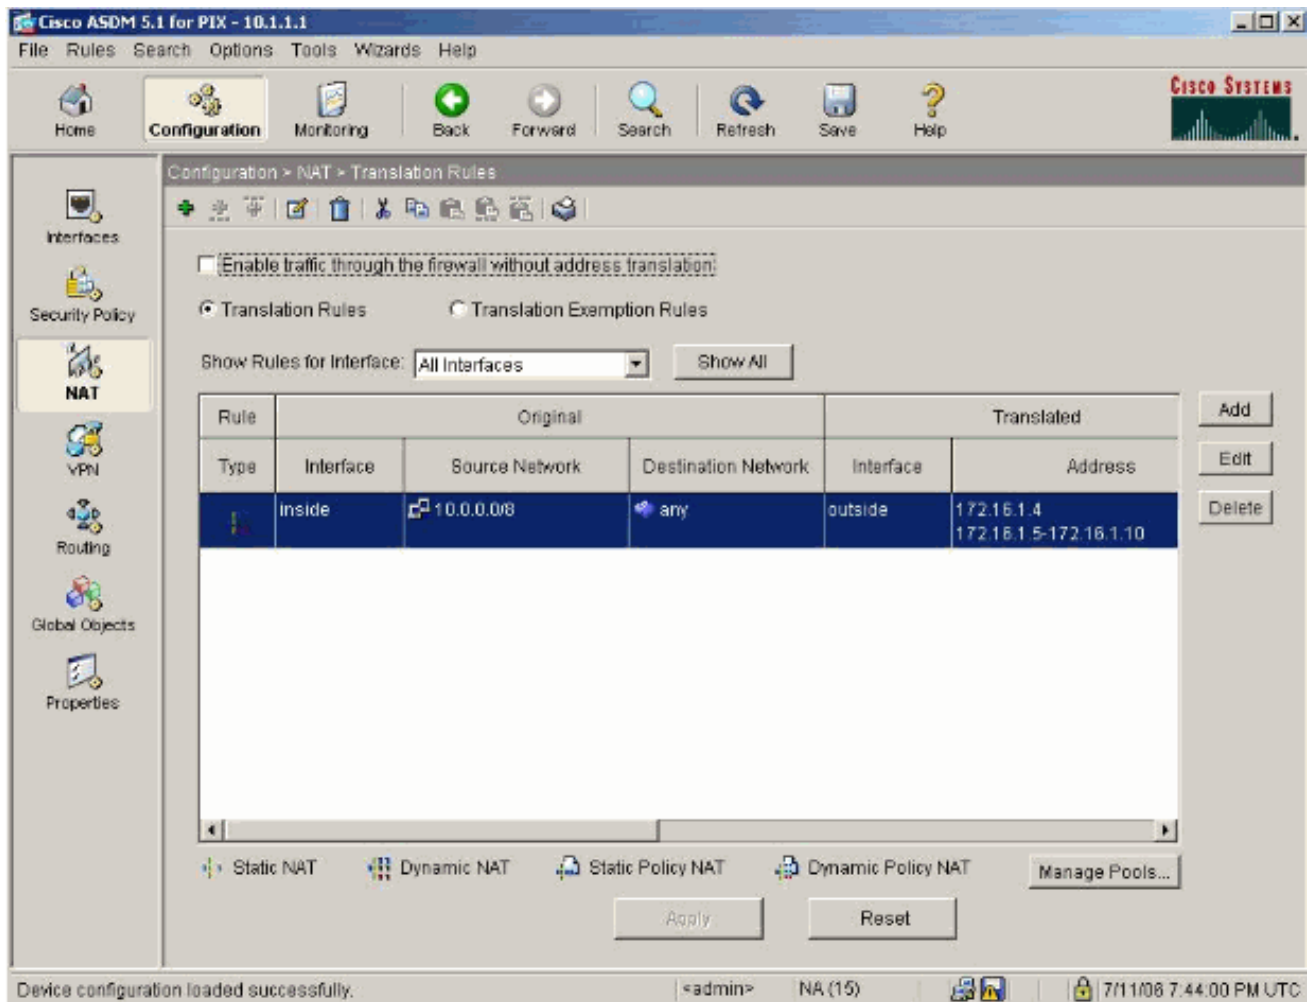 Cisco ASDM 5.1 for PIX - 10.1.1.1
File Rules Search Options Tools Wizards Help
Home Configuration Monitoring Back Forward Search Refresh Save Help
CISCO SYSTEMS
Configuration > NAT > Translation Rules
Interfaces
Security Policy
NAT
VPN
Routing
Global Objects
Properties
Enable traffic through the firewall without address translation
Translation Rules Translation Exemption Rules
Show Rules for Interface: All Interfaces Show All
Rule Original Translated
Type Interface Source Network Destination Network Interface Address
inside 10.0.0.0/8 any outside 172.16.1.4
172.16.1.5-172.16.1.10
Add
Edit
Delete
Static NAT Dynamic NAT Static Policy NAT Dynamic Policy NAT Manage Pools...
Apply Reset
Device configuration loaded successfully. <admin> NA (15) 7/11/06 7:44:00 PM UTC